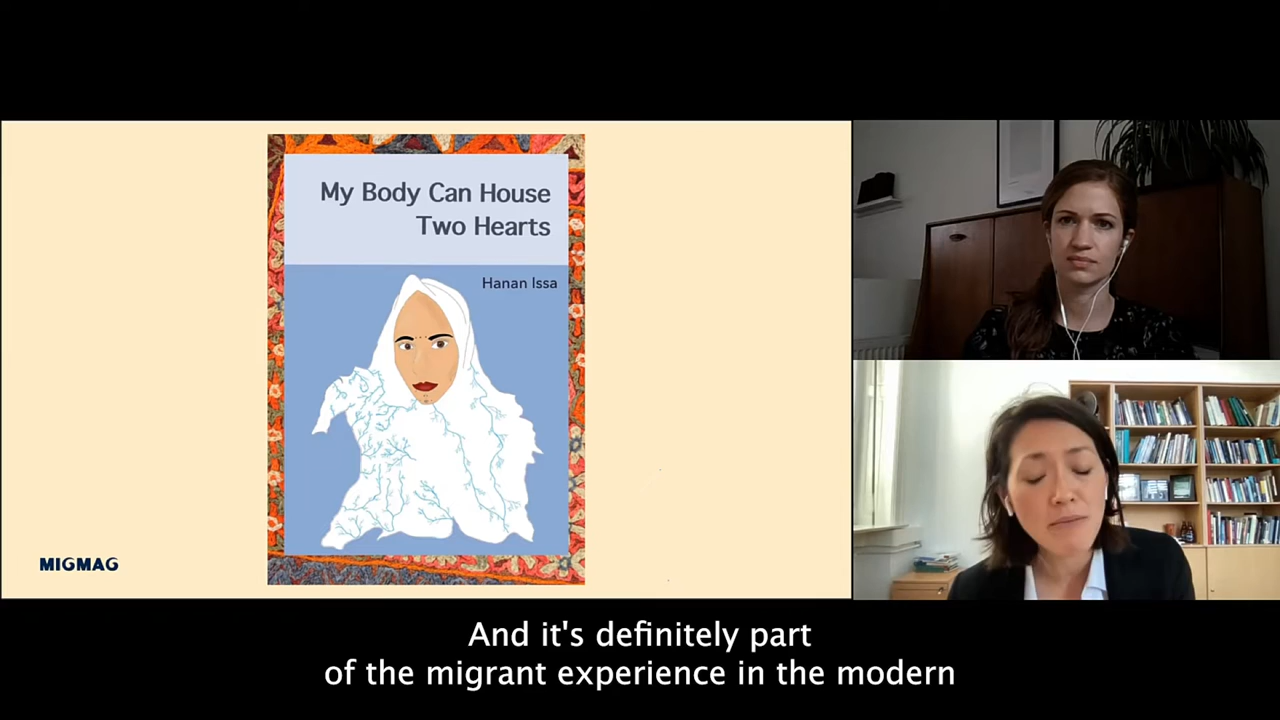 My Body Can House
Two Hearts
Hanan Issa
MIGMAG
And it's definitely part
of the migrant experience in the modern